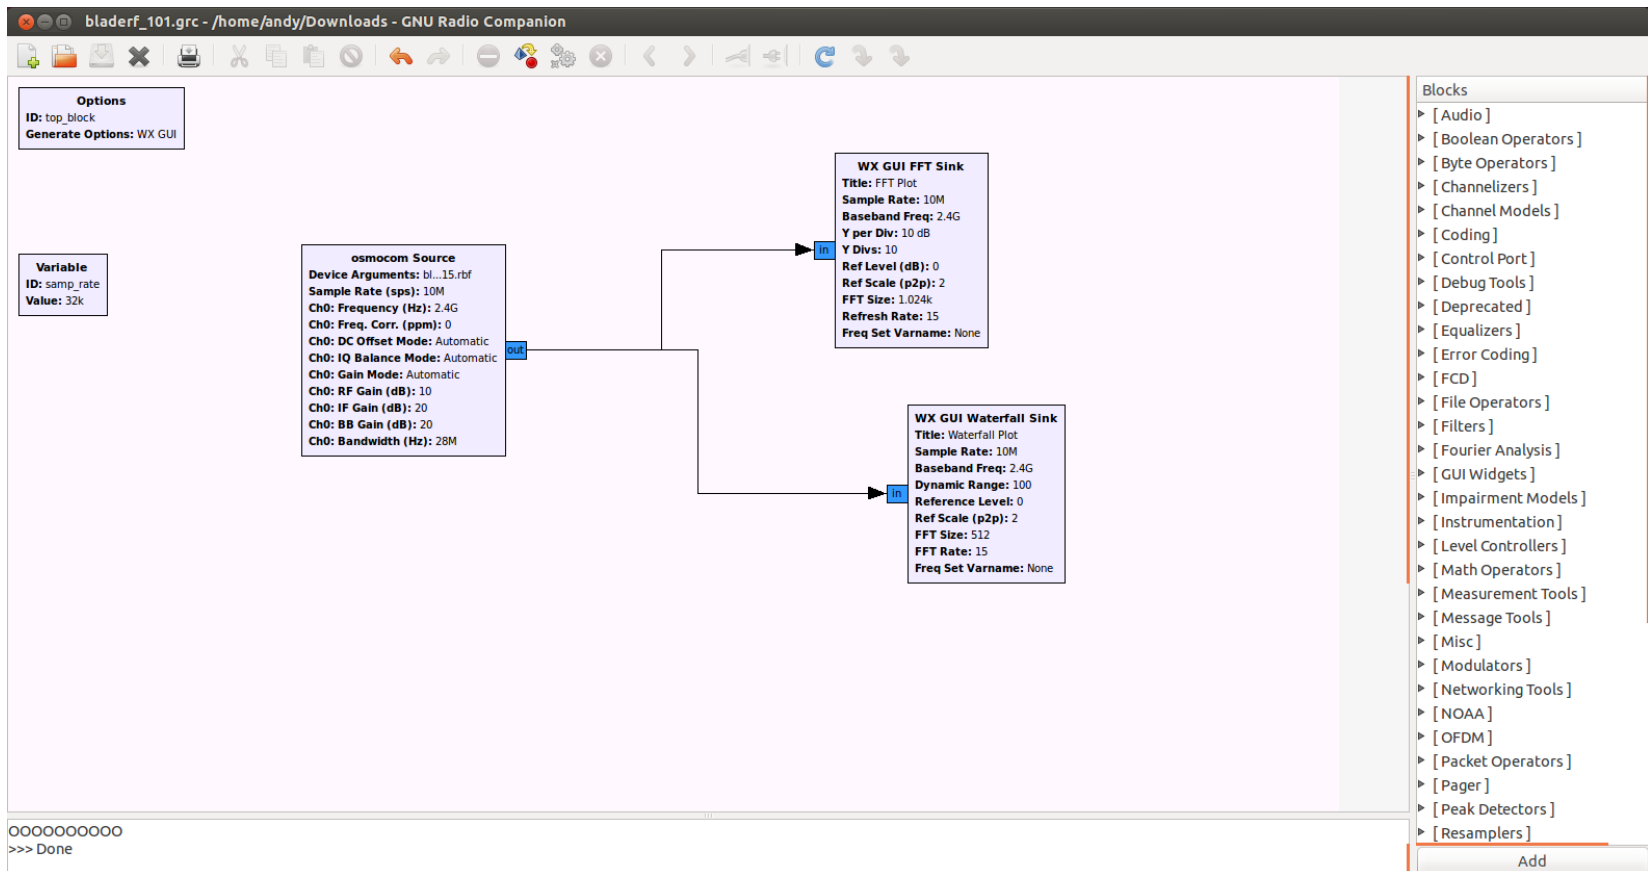 bladerf_101.grc - /home/andy/Downloads - GNU Radio Companion
Options
ID: top_block
Generate Options: WX GUI
Variable
ID: samp_rate
Value: 32k
osmocom Source
Device Arguments: bl...15.rbf
Sample Rate (sps): 10M
Ch0: Frequency (Hz): 2.4G
Ch0: Freq. Corr. (ppm): 0
Ch0: DC Offset Mode: Automatic
Ch0: IQ Balance Mode: Automatic
Ch0: Gain Mode: Automatic
Ch0: RF Gain (dB): 10
Ch0: IF Gain (dB): 20
Ch0: BB Gain (dB): 20
Ch0: Bandwidth (Hz): 28M
out
WX GUI FFT Sink
Title: FFT Plot
Sample Rate: 10M
Baseband Freq: 2.4G
Y per Div: 10 dB
Y Divs: 10
Ref Level (dB): 0
Ref Scale (p2p): 2
FFT Size: 1.024k
Refresh Rate: 15
Freq Set Varname: None
in
WX GUI Waterfall Sink
Title: Waterfall Plot
Sample Rate: 10M
Baseband Freq: 2.4G
Dynamic Range: 100
Reference Level: 0
Ref Scale (p2p): 2
FFT Size: 512
FFT Rate: 15
Freq Set Varname: None
in
Blocks
[ Audio ]
[ Boolean Operators ]
[ Byte Operators ]
[ Channelizers ]
[ Channel Models ]
[ Coding ]
[ Control Port ]
[ Debug Tools ]
[ Deprecated ]
[ Equalizers ]
[ Error Coding ]
[ FCD ]
[ File Operators ]
[ Filters ]
[ Fourier Analysis ]
[ GUI Widgets ]
[ Impairment Models ]
[ Instrumentation ]
[ Level Controllers ]
[ Math Operators ]
[ Measurement Tools ]
[ Message Tools ]
[ Misc ]
[ Modulators ]
[ Networking Tools ]
[ NOAA ]
[ OFDM ]
[ Packet Operators ]
[ Pager ]
[ Peak Detectors ]
[ Resamplers ]
Add
OOOOOOOOOO
>>> Done